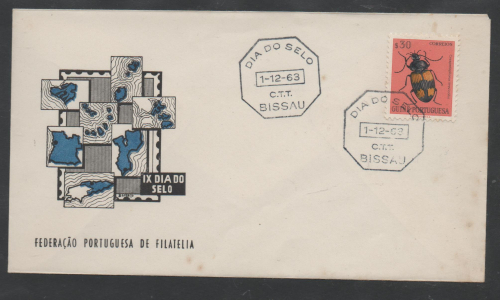 DIA DO SELO
1-12-63
C.T.T.
BISSAU
$30
GUINÉ PORTUGUESA
DIA DO SELO
1-12-63
C.T.T.
BISSAU
IX DIA DO
SELO
FEDERAÇÃO PORTUGUESA DE FILATELIA